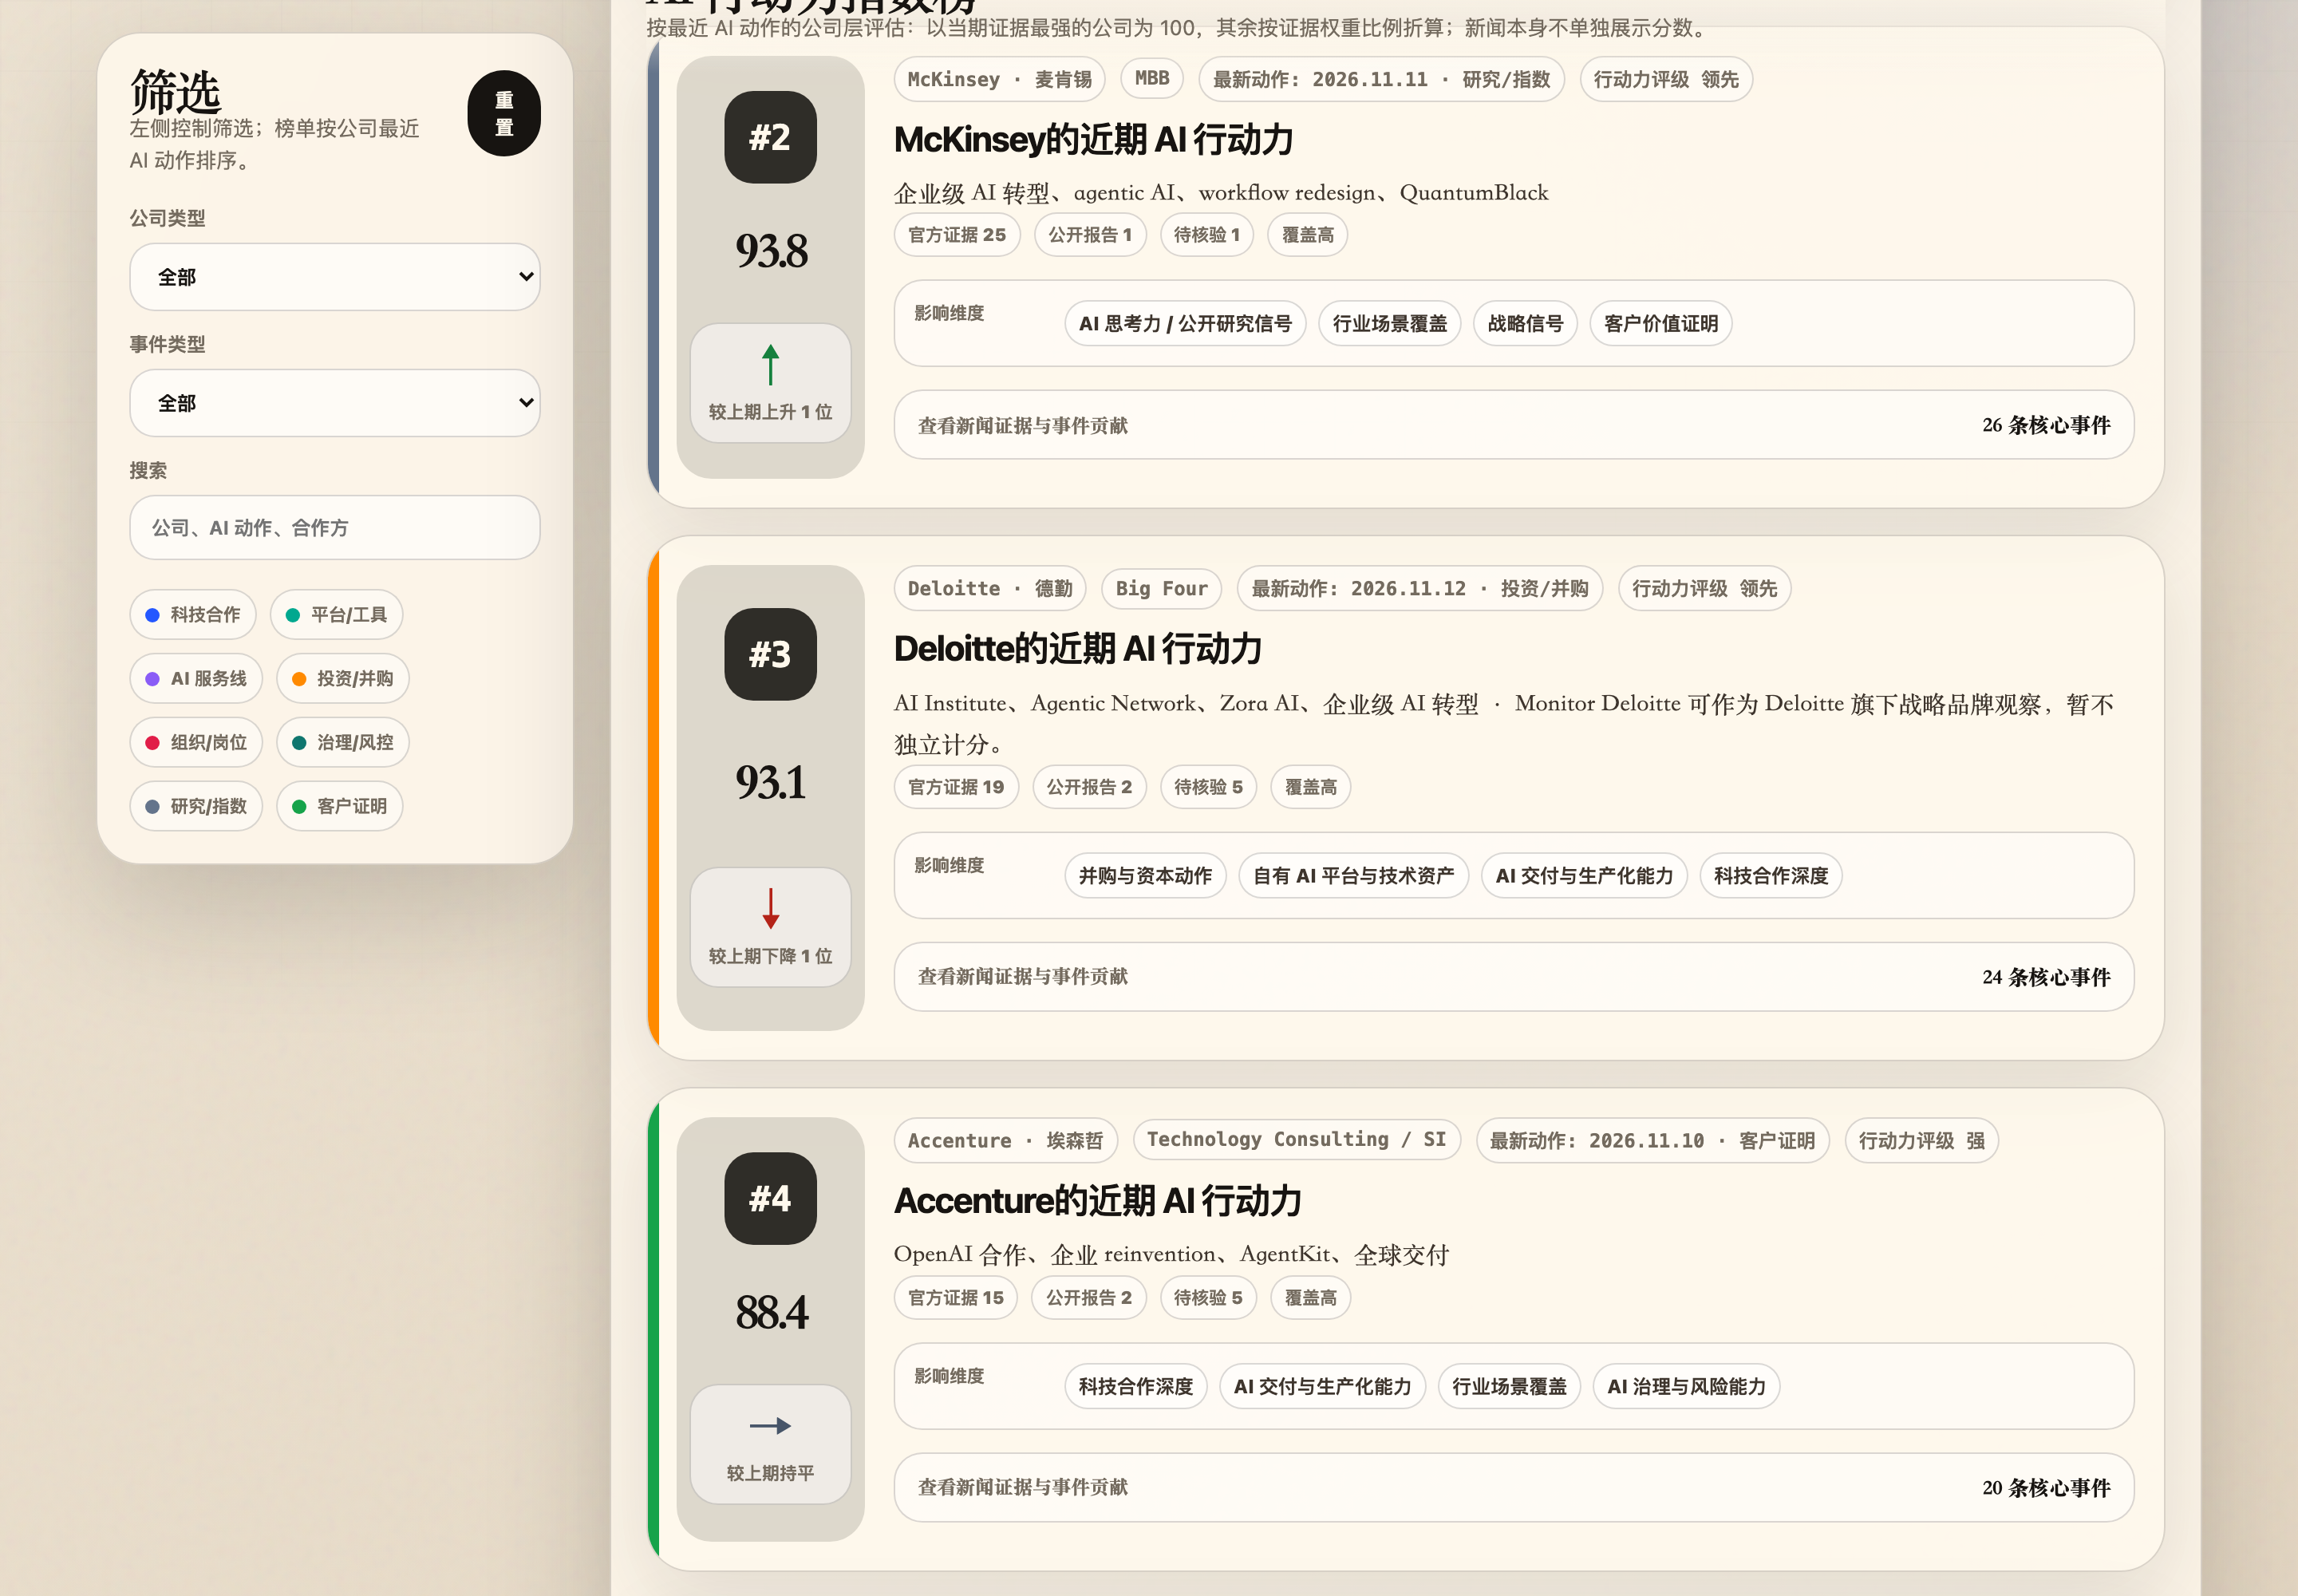 AI 行动力指数榜
按最近 AI 动作的公司层评估：以当期证据最强的公司为 100，其余按证据权重比例折算；新闻本身不单独展示分数。
筛选
左侧控制筛选；榜单按公司最近
AI 动作排序。
重
置
公司类型
全部
事件类型
全部
搜索
公司、AI 动作、合作方
科技合作
平台/工具
AI 服务线
投资/并购
组织/岗位
治理/风控
研究/指数
客户证明
#2
93.8
较上期上升 1 位
McKinsey · 麦肯锡
MBB
最新动作: 2026.11.11 · 研究/指数
行动力评级 领先
McKinsey的近期 AI 行动力
企业级 AI 转型、agentic AI、workflow redesign、QuantumBlack
官方证据 25
公开报告 1
待核验 1
覆盖高
影响维度
AI 思考力 / 公开研究信号
行业场景覆盖
战略信号
客户价值证明
查看新闻证据与事件贡献
26 条核心事件
#3
93.1
较上期下降 1 位
Deloitte · 德勤
Big Four
最新动作: 2026.11.12 · 投资/并购
行动力评级 领先
Deloitte的近期 AI 行动力
AI Institute、Agentic Network、Zora AI、企业级 AI 转型 · Monitor Deloitte 可作为 Deloitte 旗下战略品牌观察，暂不
独立计分。
官方证据 19
公开报告 2
待核验 5
覆盖高
影响维度
并购与资本动作
自有 AI 平台与技术资产
AI 交付与生产化能力
科技合作深度
查看新闻证据与事件贡献
24 条核心事件
#4
88.4
较上期持平
Accenture · 埃森哲
Technology Consulting / SI
最新动作: 2026.11.10 · 客户证明
行动力评级 强
Accenture的近期 AI 行动力
OpenAI 合作、企业 reinvention、AgentKit、全球交付
官方证据 15
公开报告 2
待核验 5
覆盖高
影响维度
科技合作深度
AI 交付与生产化能力
行业场景覆盖
AI 治理与风险能力
查看新闻证据与事件贡献
20 条核心事件